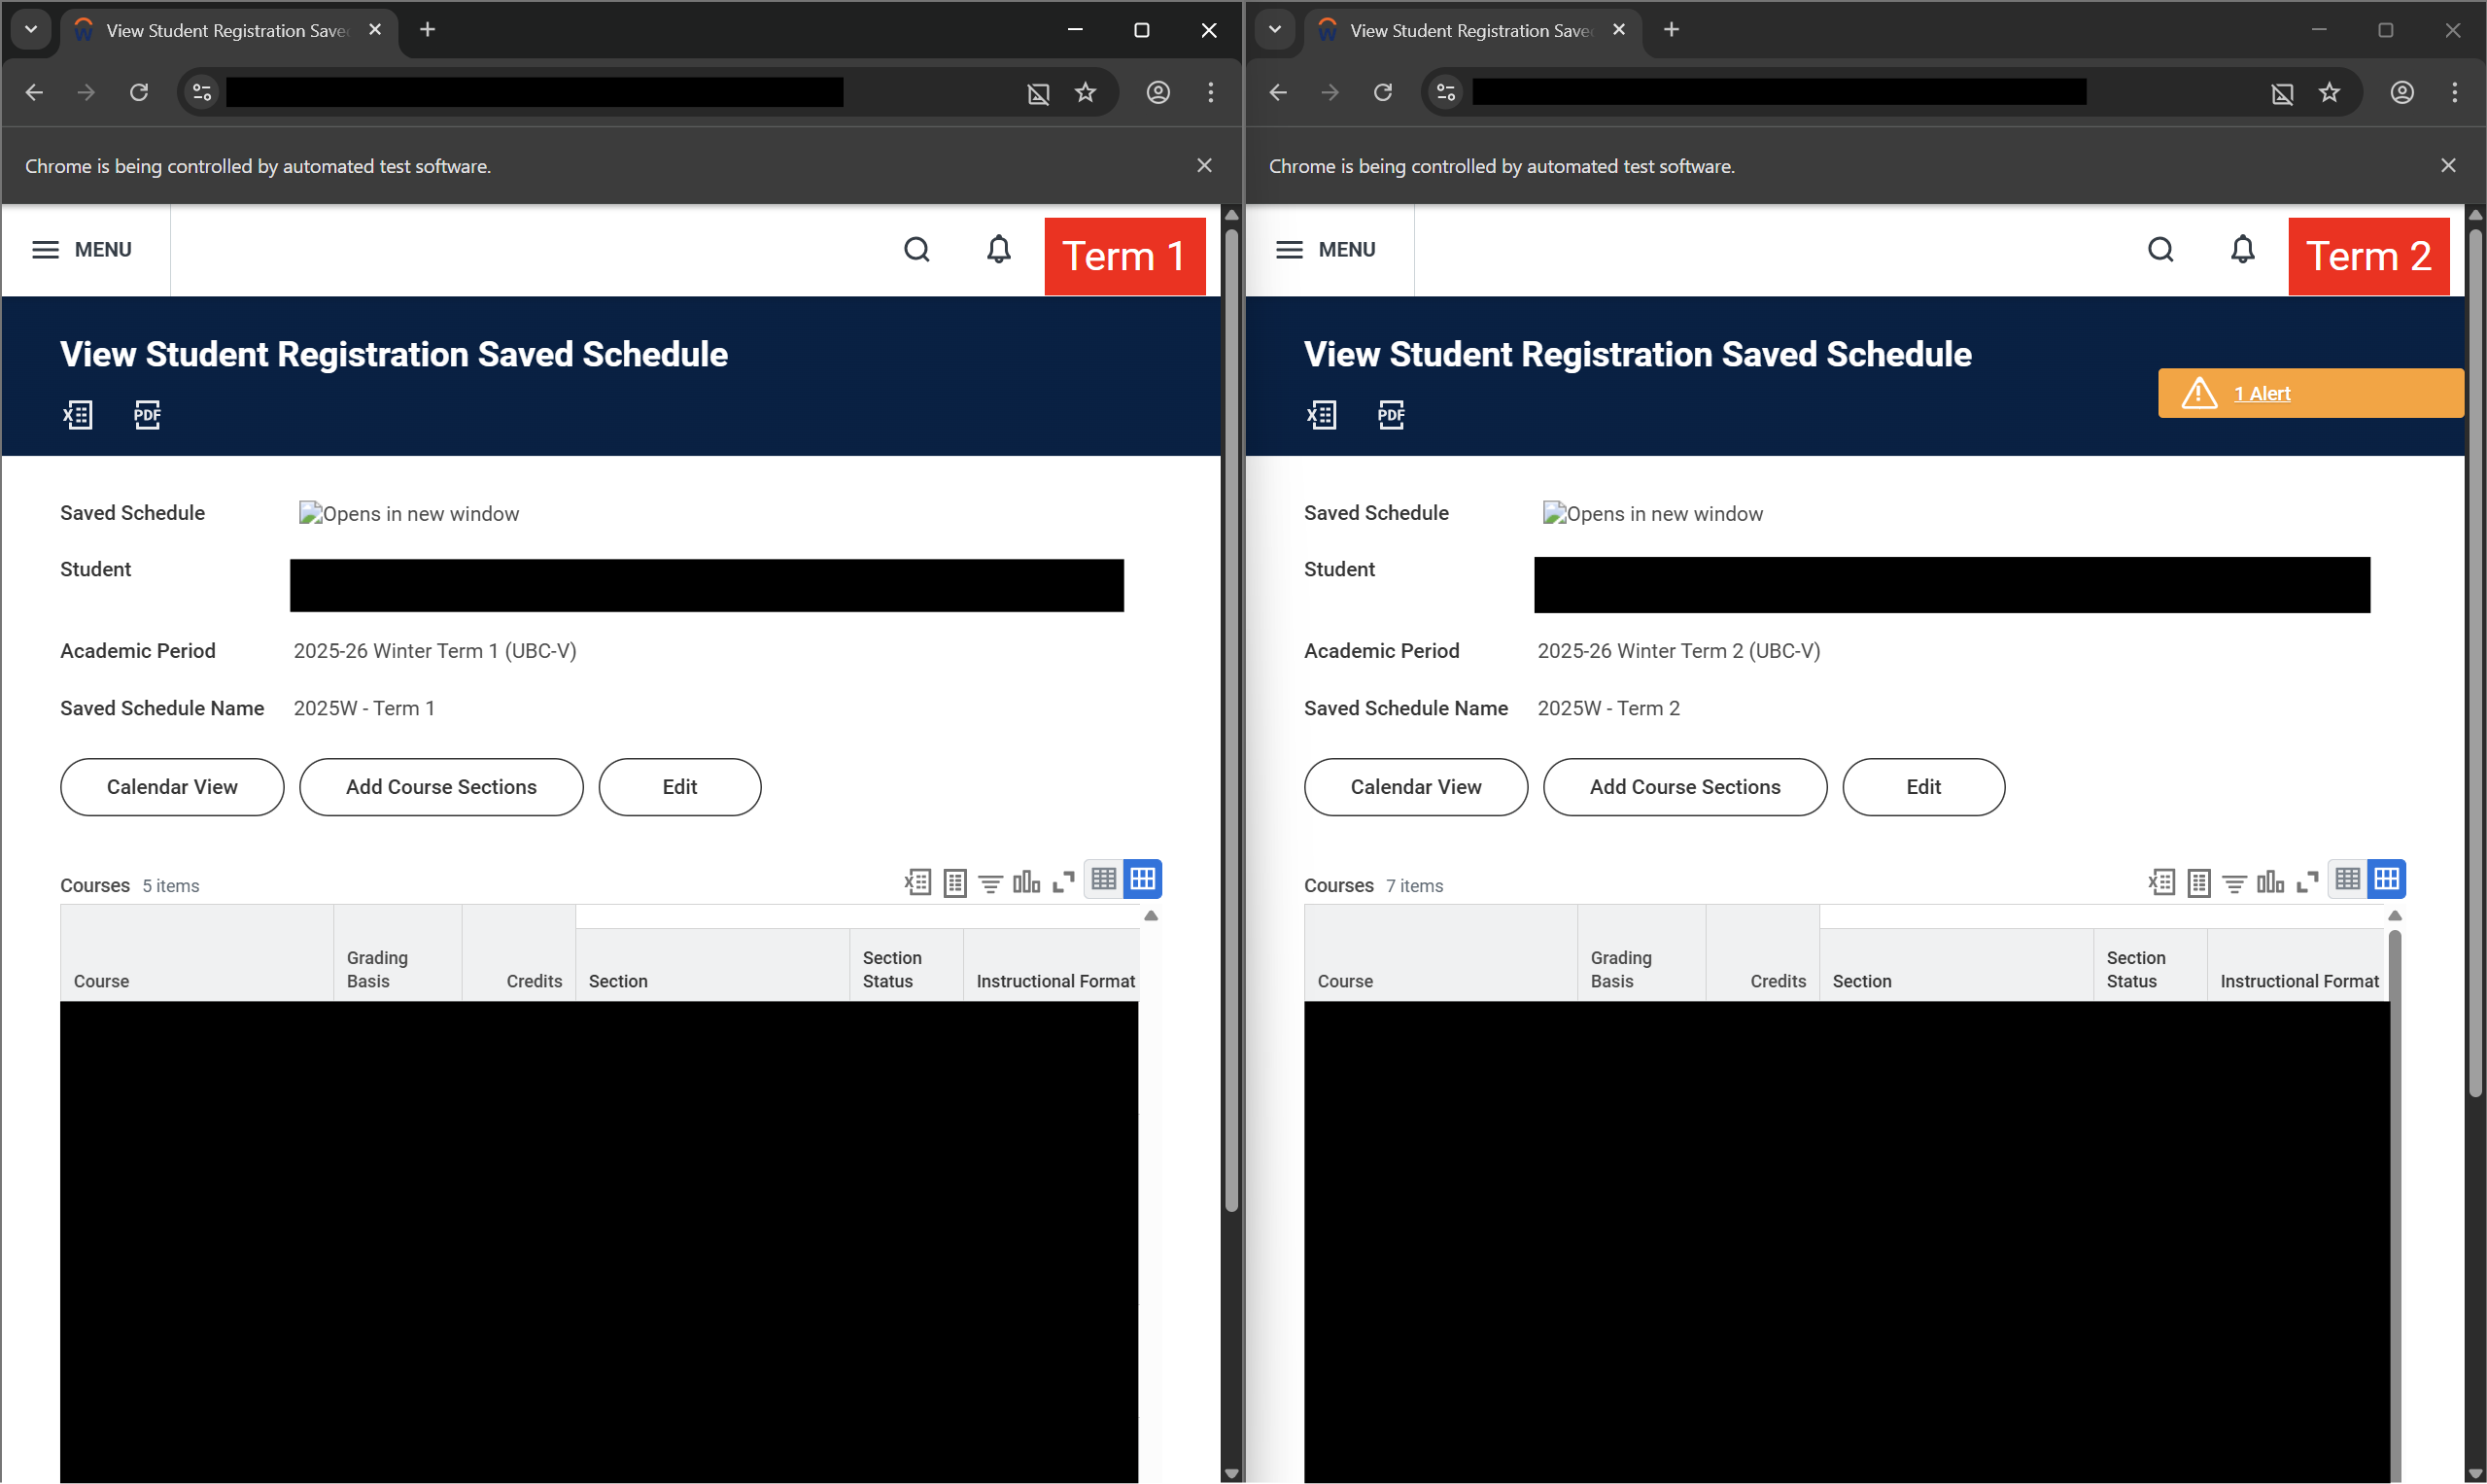 View Student Registration Save
Chrome is being controlled by automated test software.
MENU
Term 1
View Student Registration Saved Schedule
X
PDF
Saved Schedule
Opens in new window
Student
Academic Period
2025-26 Winter Term 1 (UBC-V)
Saved Schedule Name
2025W - Term 1
Calendar View
Add Course Sections
Edit
Courses 5 items
X
Course
Grading
Basis
Credits
Section
Section
Status
Instructional Format
View Student Registration Save
Chrome is being controlled by automated test software.
MENU
Term 2
View Student Registration Saved Schedule
1 Alert
X
PDF
Saved Schedule
Opens in new window
Student
Academic Period
2025-26 Winter Term 2 (UBC-V)
Saved Schedule Name
2025W - Term 2
Calendar View
Add Course Sections
Edit
Courses 7 items
X
Course
Grading
Basis
Credits
Section
Section
Status
Instructional Format